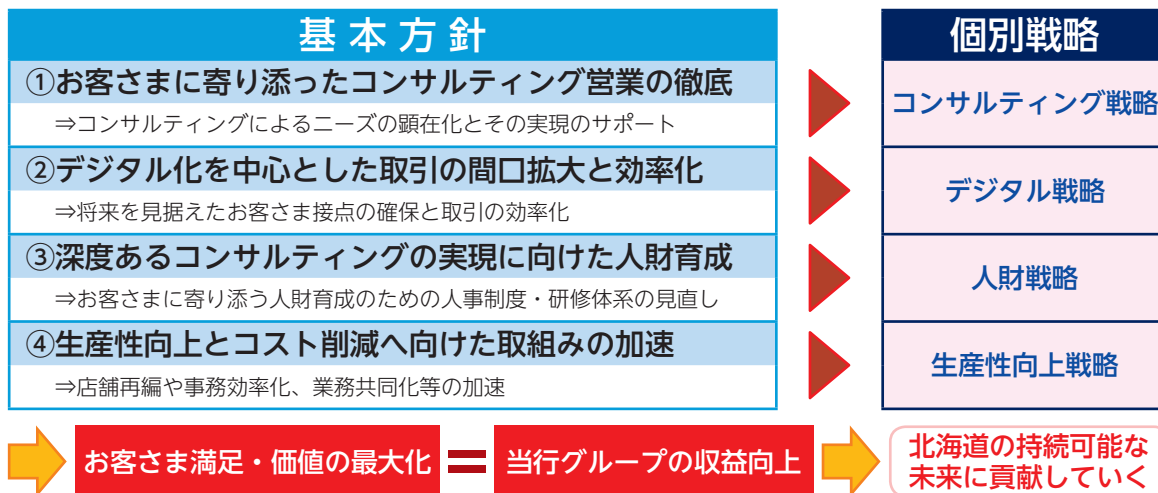 基本方針
①お客さまに寄り添ったコンサルティング営業の徹底
⇒コンサルティングによるニーズの顕在化とその実現のサポート
②デジタル化を中心とした取引の間口拡大と効率化
⇒将来を見据えたお客さま接点の確保と取引の効率化
③深度あるコンサルティングの実現に向けた人財育成
⇒お客さまに寄り添う人財育成のための人事制度・研修体系の見直し
④生産性向上とコスト削減へ向けた取組みの加速
⇒店舗再編や事務効率化、業務共同化等の加速
個別戦略
コンサルティング戦略
デジタル戦略
人財戦略
生産性向上戦略
お客さま満足・価値の最大化 = 当行グループの収益向上
北海道の持続可能な
未来に貢献していく